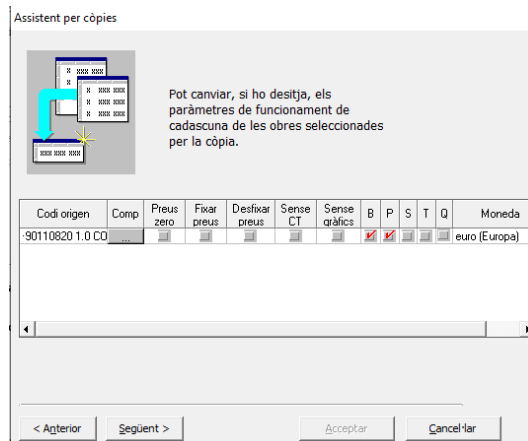 Assistent per còpies
Pot canviar, si ho desitja, els
paràmetres de funcionament de
cadascuna de les obres seleccionades
per la còpia.
Codi origen Comp Preus zero Fixar preus Desfixar preus Sense CT Sense gràfics B P S T Q Moneda
90110820 1.0 CO ... euro (Europa)
< Anterior Següent > Acceptar Cancel·lar